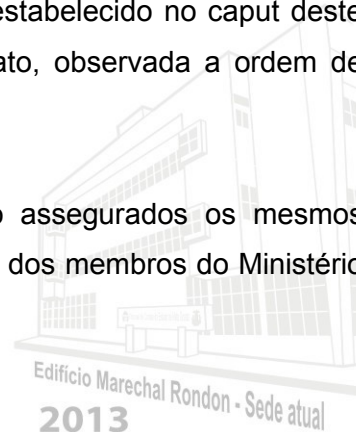 estabelecido no caput deste
ato, observada a ordem de
assegurados os mesmos
dos membros do Ministério
Edifício Marechal Rondon - Sede atual
2013